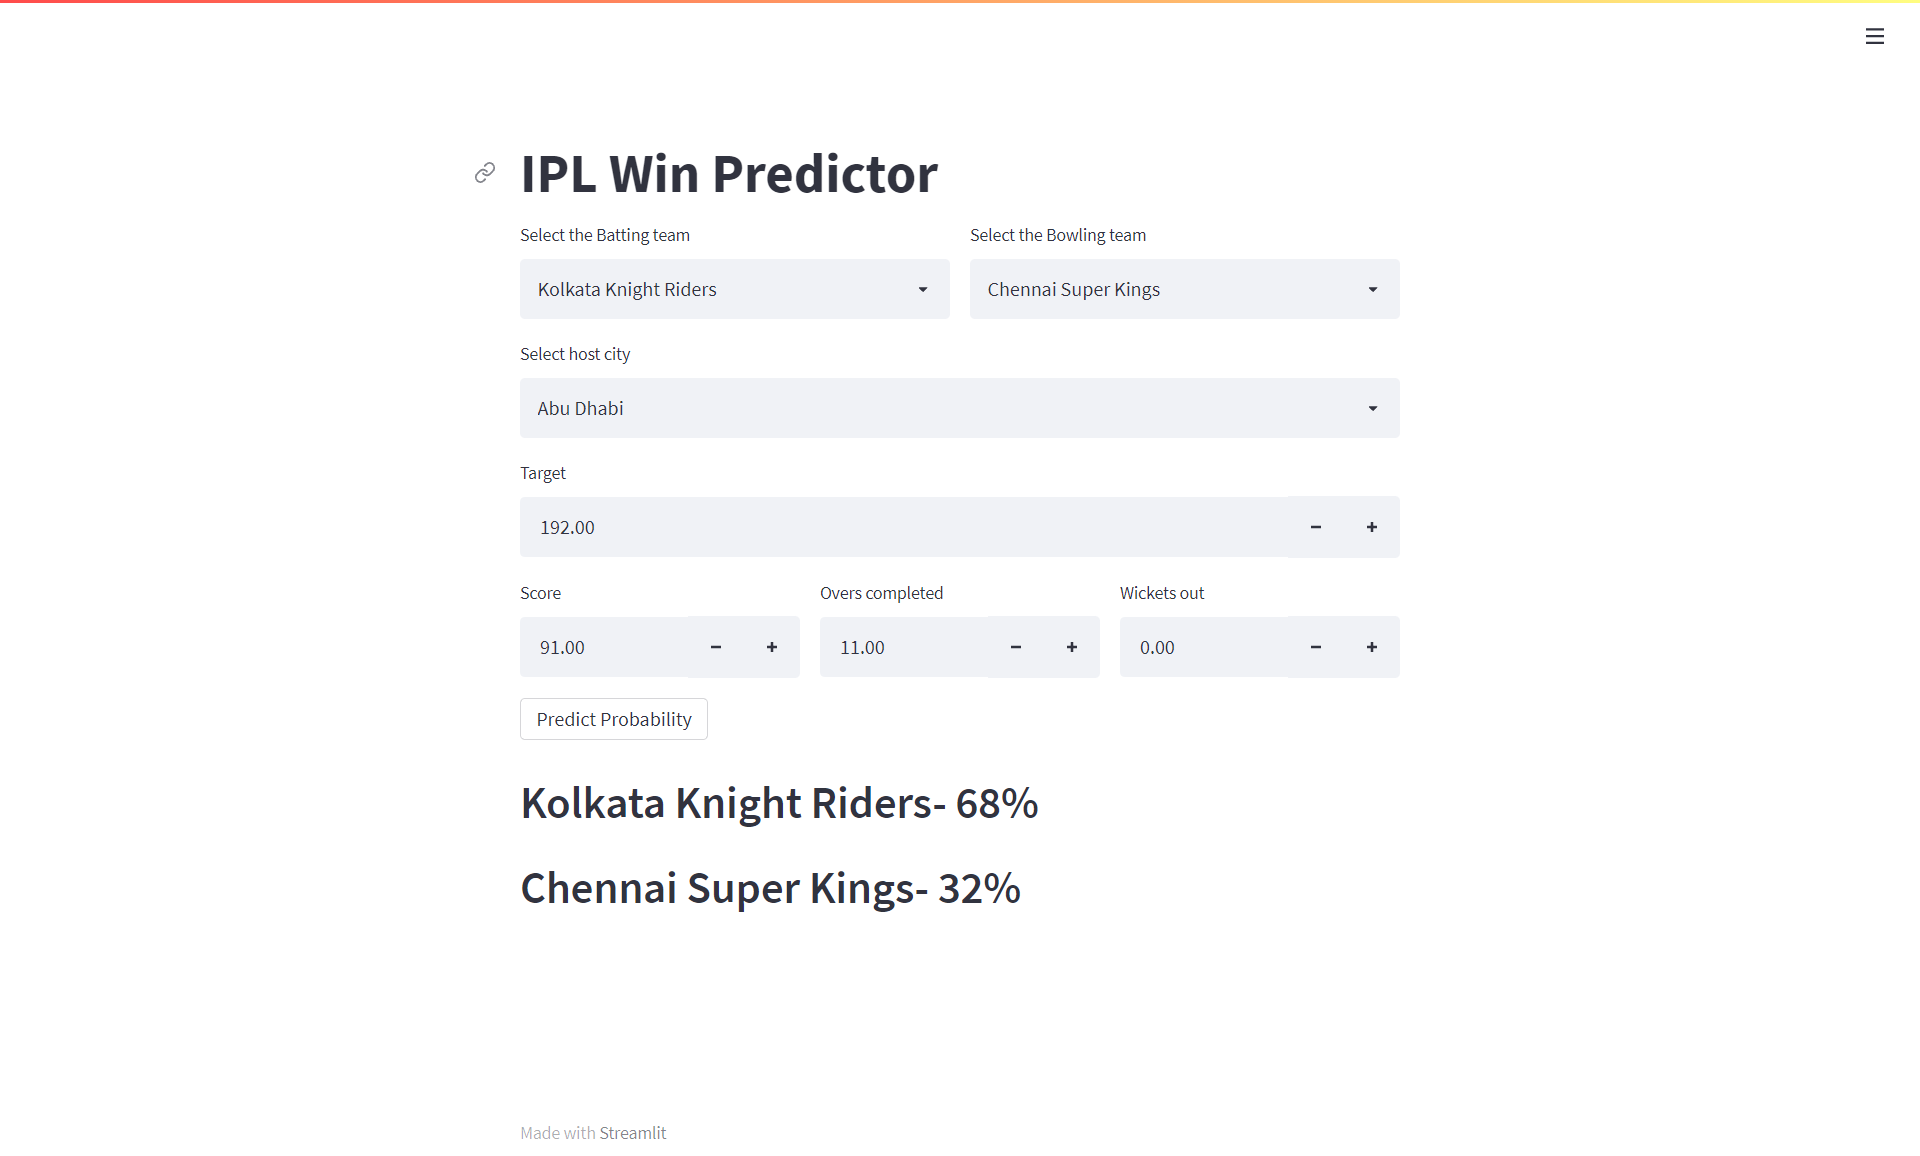 IPL Win Predictor
Select the Batting team
Select the Bowling team
Kolkata Knight Riders
Chennai Super Kings
Select host city
Abu Dhabi
Target
192.00
Score
Overs completed
Wickets out
91.00
11.00
0.00
Predict Probability
Kolkata Knight Riders- 68%
Chennai Super Kings- 32%
Made with Streamlit